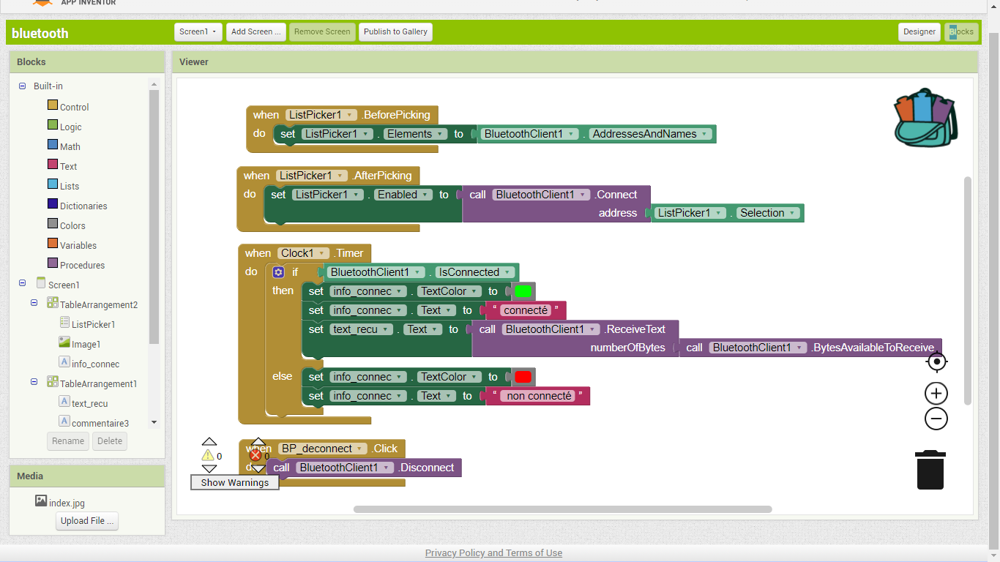 APP INVENTOR
bluetooth
Screen1
Add Screen ...
Remove Screen
Publish to Gallery
Designer
Blocks
Blocks
Built-in
Control
Logic
Math
Text
Lists
Dictionaries
Colors
Variables
Procedures
Screen1
TableArrangement2
ListPicker1
Image1
A info_connec
TableArrangement1
A text_recu
A commentaire3
Rename
Delete
Media
index.jpg
Upload File ...
Viewer
when ListPicker1 .BeforePicking
do set ListPicker1 . Elements to BluetoothClient1 . AddressesAndNames
when ListPicker1 .AfterPicking
do set ListPicker1 . Enabled to call BluetoothClient1 .Connect
address ListPicker1 . Selection
when Clock1 .Timer
do if BluetoothClient1 . IsConnected
then set info_connec . TextColor to
set info_connec . Text to “ connecté ”
set text_recu . Text to call BluetoothClient1 .ReceiveText
numberOfBytes call BluetoothClient1 .BytesAvailableToReceive
else set info_connec . TextColor to
set info_connec . Text to “ non connecté ”
when BP_deconnect .Click
do call BluetoothClient1 .Disconnect
0 0
Show Warnings
Privacy Policy and Terms of Use